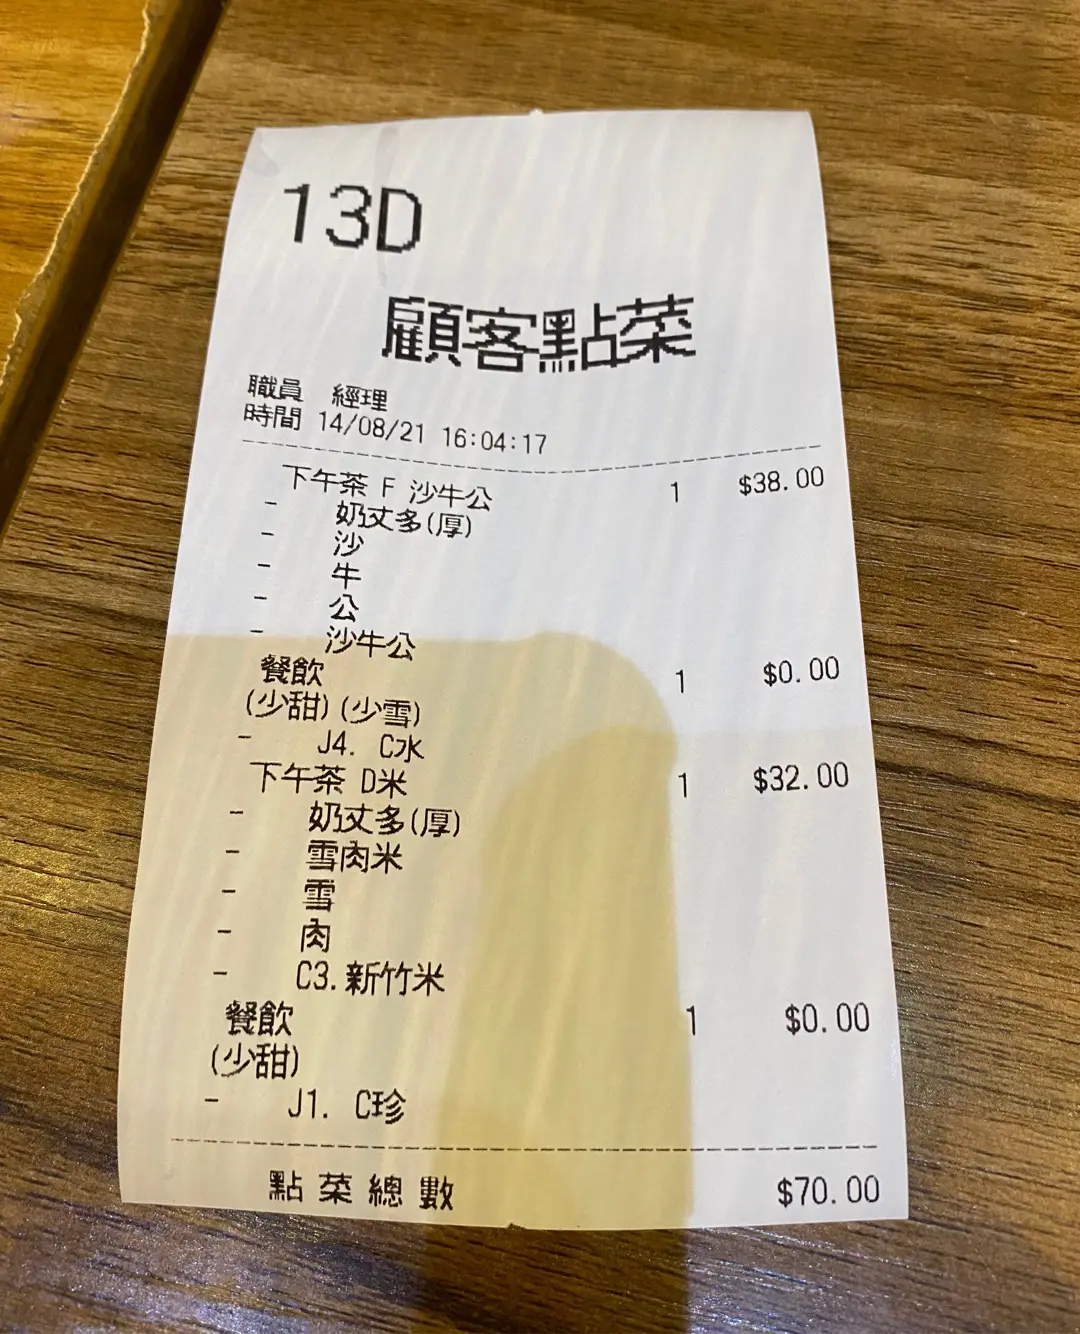 13D
顧客點菜
職員 經理
時間 14/08/21 16:04:17
下午茶 F 沙牛公 1 $38.00
- 奶丈多(厚)
- 沙
- 牛
- 公
- 沙牛公
餐飲 1 $0.00
(少甜)(少雪)
- J4. C水
下午茶 D米 1 $32.00
- 奶丈多(厚)
- 雪肉米
- 雪
- 肉
- C3.新竹米
餐飲 1 $0.00
(少甜)
- J1. C珍
點菜總數 $70.00